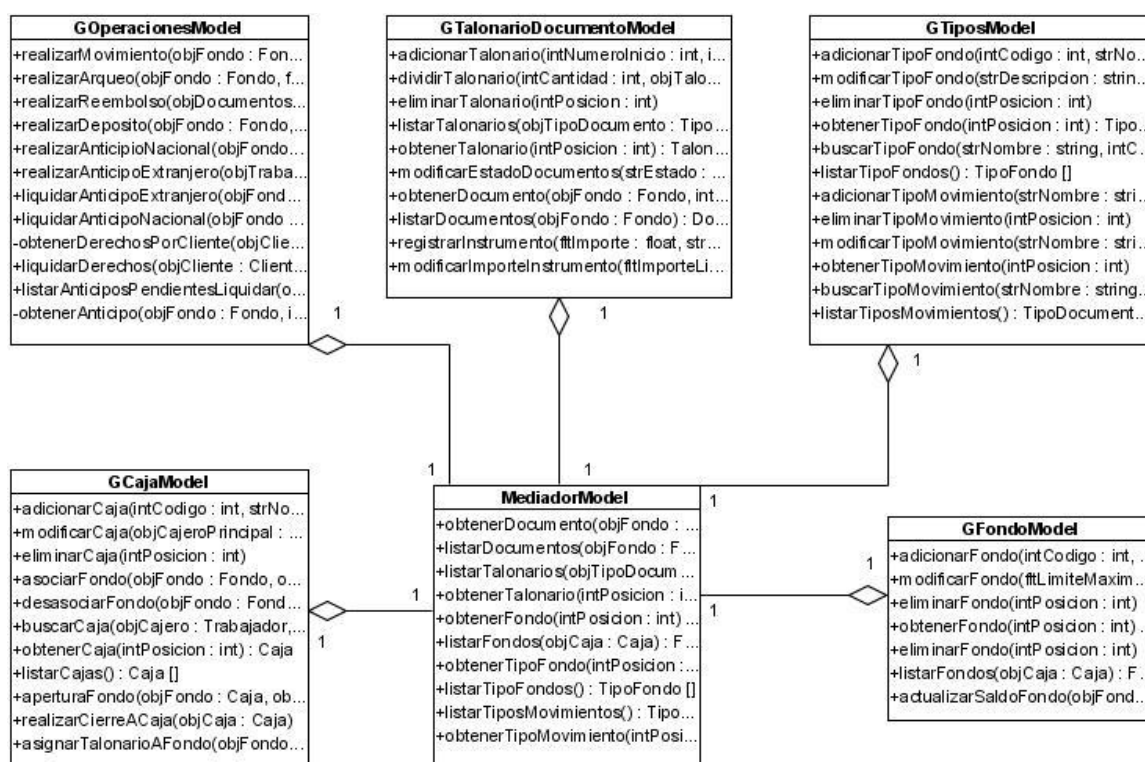 GOperacionesModel
+realizarMovimiento(objFondo : Fon...
+realizarArqueo(objFondo : Fondo, f...
+realizarReembolso(objDocumentos...
+realizarDeposito(objFondo : Fondo,...
+realizarAnticipioNacional(objFondo...
+realizarAnticipoExtranjero(objTraba...
+liquidarAnticipoExtranjero(objFond...
+liquidarAnticipoNacional(objFondo ...
-obtenerDerechosPorCliente(objClie...
+liquidarDerechos(objCliente : Client...
+listarAnticiposPendientesLiquidar(o...
-obtenerAnticipo(objFondo : Fondo, i...
1
GTalonarioDocumentoModel
+adicionarTalonario(intNumeroInicio : int, i...
+dividirTalonario(intCantidad : int, objTalo...
+eliminarTalonario(intPosicion : int)
+listarTalonarios(objTipoDocumento : Tipo...
+obtenerTalonario(intPosicion : int) : Talon...
+modificarEstadoDocumentos(strEstado : ...
+obtenerDocumento(objFondo : Fondo, int...
+listarDocumentos(objFondo : Fondo) : Do...
+registrarInstrumento(fltImporte : float, str...
+modificarImporteInstrumento(fltImporteLi...
1
GTiposModel
+adicionarTipoFondo(intCodigo : int, strNo...
+modificarTipoFondo(strDescripcion : strin...
+eliminarTipoFondo(intPosicion : int)
+obtenerTipoFondo(intPosicion : int) : Tipo...
+buscarTipoFondo(strNombre : string, intC...
+listarTipoFondos() : TipoFondo []
+adicionarTipoMovimiento(strNombre : stri...
+eliminarTipoMovimiento(intPosicion : int)
+modificarTipoMovimiento(strNombre : stri...
+obtenerTipoMovimiento(intPosicion : int)
+buscarTipoMovimiento(strNombre : string...
+listarTiposMovimientos() : TipoDocument...
1
GCajaModel
+adicionarCaja(intCodigo : int, strNo...
+modificarCaja(objCajeroPrincipal : ...
+eliminarCaja(intPosicion : int)
+asociarFondo(objFondo : Fondo, o...
+desasociarFondo(objFondo : Fond...
+buscarCaja(objCajero : Trabajador,...
+obtenerCaja(intPosicion : int) : Caja
+listarCajas() : Caja []
+aperturaFondo(objFondo : Caja, ob...
+realizarCierreACaja(objCaja : Caja)
+asignarTalonarioAFondo(objFondo...
1
1
1
1
1
MediadorModel
+obtenerDocumento(objFondo : ...
+listarDocumentos(objFondo : F...
+listarTalonarios(objTipoDocum...
+obtenerTalonario(intPosicion : i...
+obtenerFondo(intPosicion : int) ...
+listarFondos(objCaja : Caja) : F...
+obtenerTipoFondo(intPosicion :...
+listarTipoFondos() : TipoFondo []
+listarTiposMovimientos() : Tipo...
+obtenerTipoMovimiento(intPosi...
1
1
GFondoModel
+adicionarFondo(intCodigo : int, ...
+modificarFondo(fltLimiteMaxim...
+eliminarFondo(intPosicion : int)
+obtenerFondo(intPosicion : int) ...
+eliminarFondo(intPosicion : int)
+listarFondos(objCaja : Caja) : F...
+actualizarSaldoFondo(objFond...